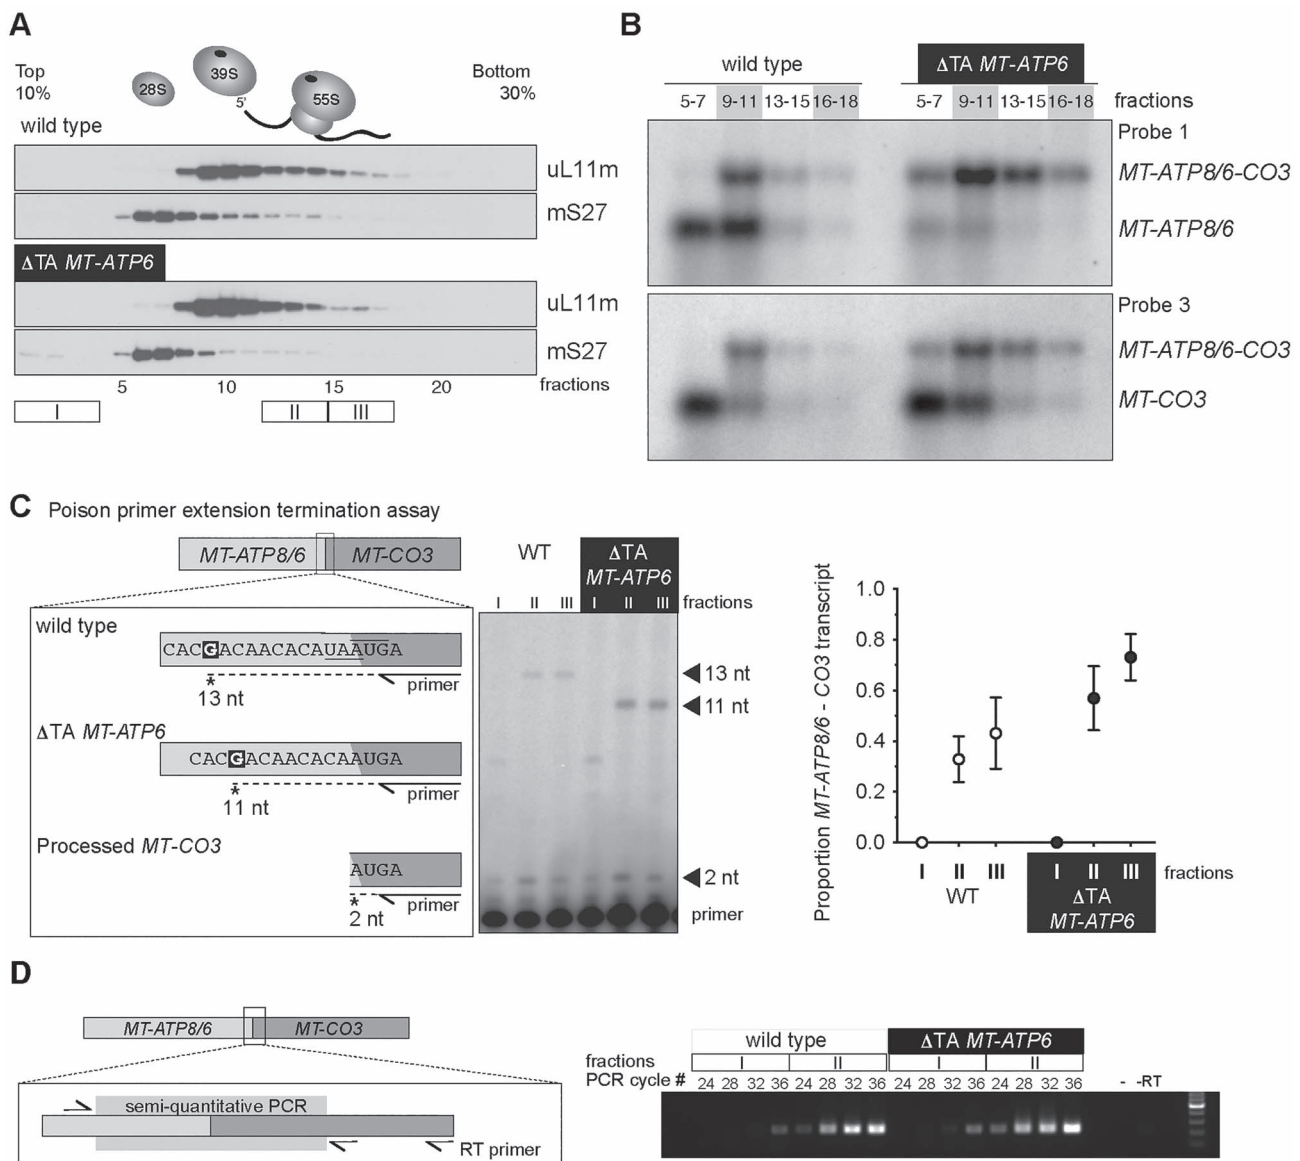 A
Top
10%
28S
39S
5'
55S
Bottom
30%
wild type
uL11m
mS27
ΔTA MT-ATP6
uL11m
mS27
5 10 15 20 fractions
I II III
B
wild type ΔTA MT-ATP6
5-7 9-11 13-15 16-18 5-7 9-11 13-15 16-18 fractions
Probe 1
MT-ATP8/6-CO3
MT-ATP8/6
Probe 3
MT-ATP8/6-CO3
MT-CO3
C Poison primer extension termination assay
MT-ATP8/6 MT-CO3
wild type
CACGACAACACAUAAUGA
* primer
13 nt
ΔTA MT-ATP6
CACGACAACACAAUGA
* primer
11 nt
Processed MT-CO3
AUGA
* primer
2 nt
WT ΔTA
MT-ATP6
I II III I II III fractions
13 nt
11 nt
2 nt
primer
Proportion MT-ATP8/6 - CO3 transcript
1.0
0.8
0.6
0.4
0.2
0.0
I II III I II III fractions
WT ΔTA
MT-ATP6
D
MT-ATP8/6 MT-CO3
semi-quantitative PCR
RT primer
wild type ΔTA MT-ATP6
fractions I II I II
PCR cycle # 24 28 32 36 24 28 32 36 24 28 32 36 24 28 32 36 - -RT